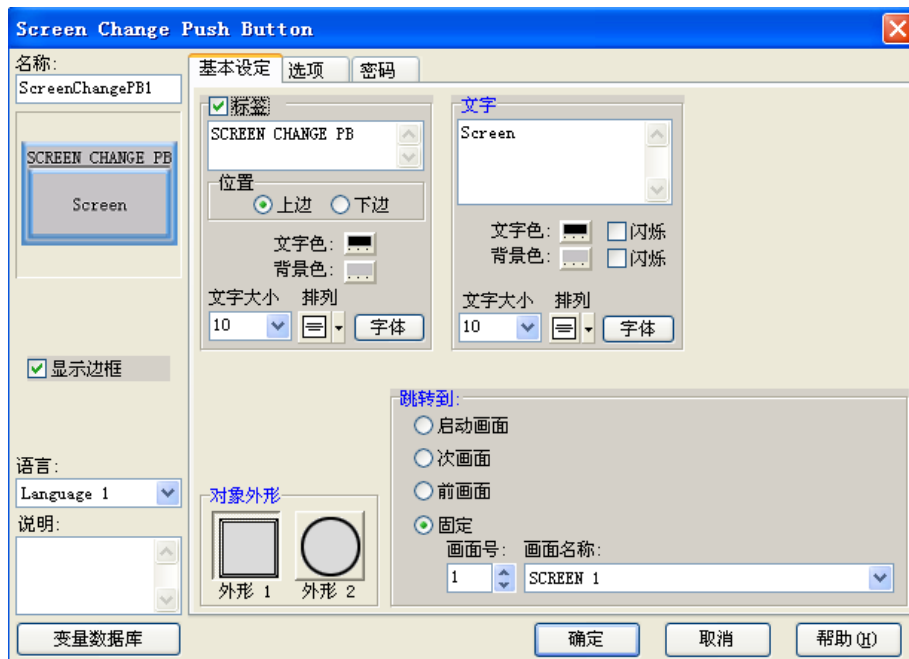 Screen Change Push Button
名称:
ScreenChangePB1
SCREEN CHANGE PB
Screen
显示边框
语言:
Language 1
说明:
变量数据库
基本设定 选项 密码
标签
SCREEN CHANGE PB
位置
上边 下边
文字色:
背景色:
文字大小 排列
10 字体
文字
Screen
文字色: 闪烁
背景色: 闪烁
文字大小 排列
10 字体
对象外形
外形 1 外形 2
跳转到:
启动画面
次画面
前画面
固定
画面号: 画面名称:
1 SCREEN 1
确定 取消 帮助(H)